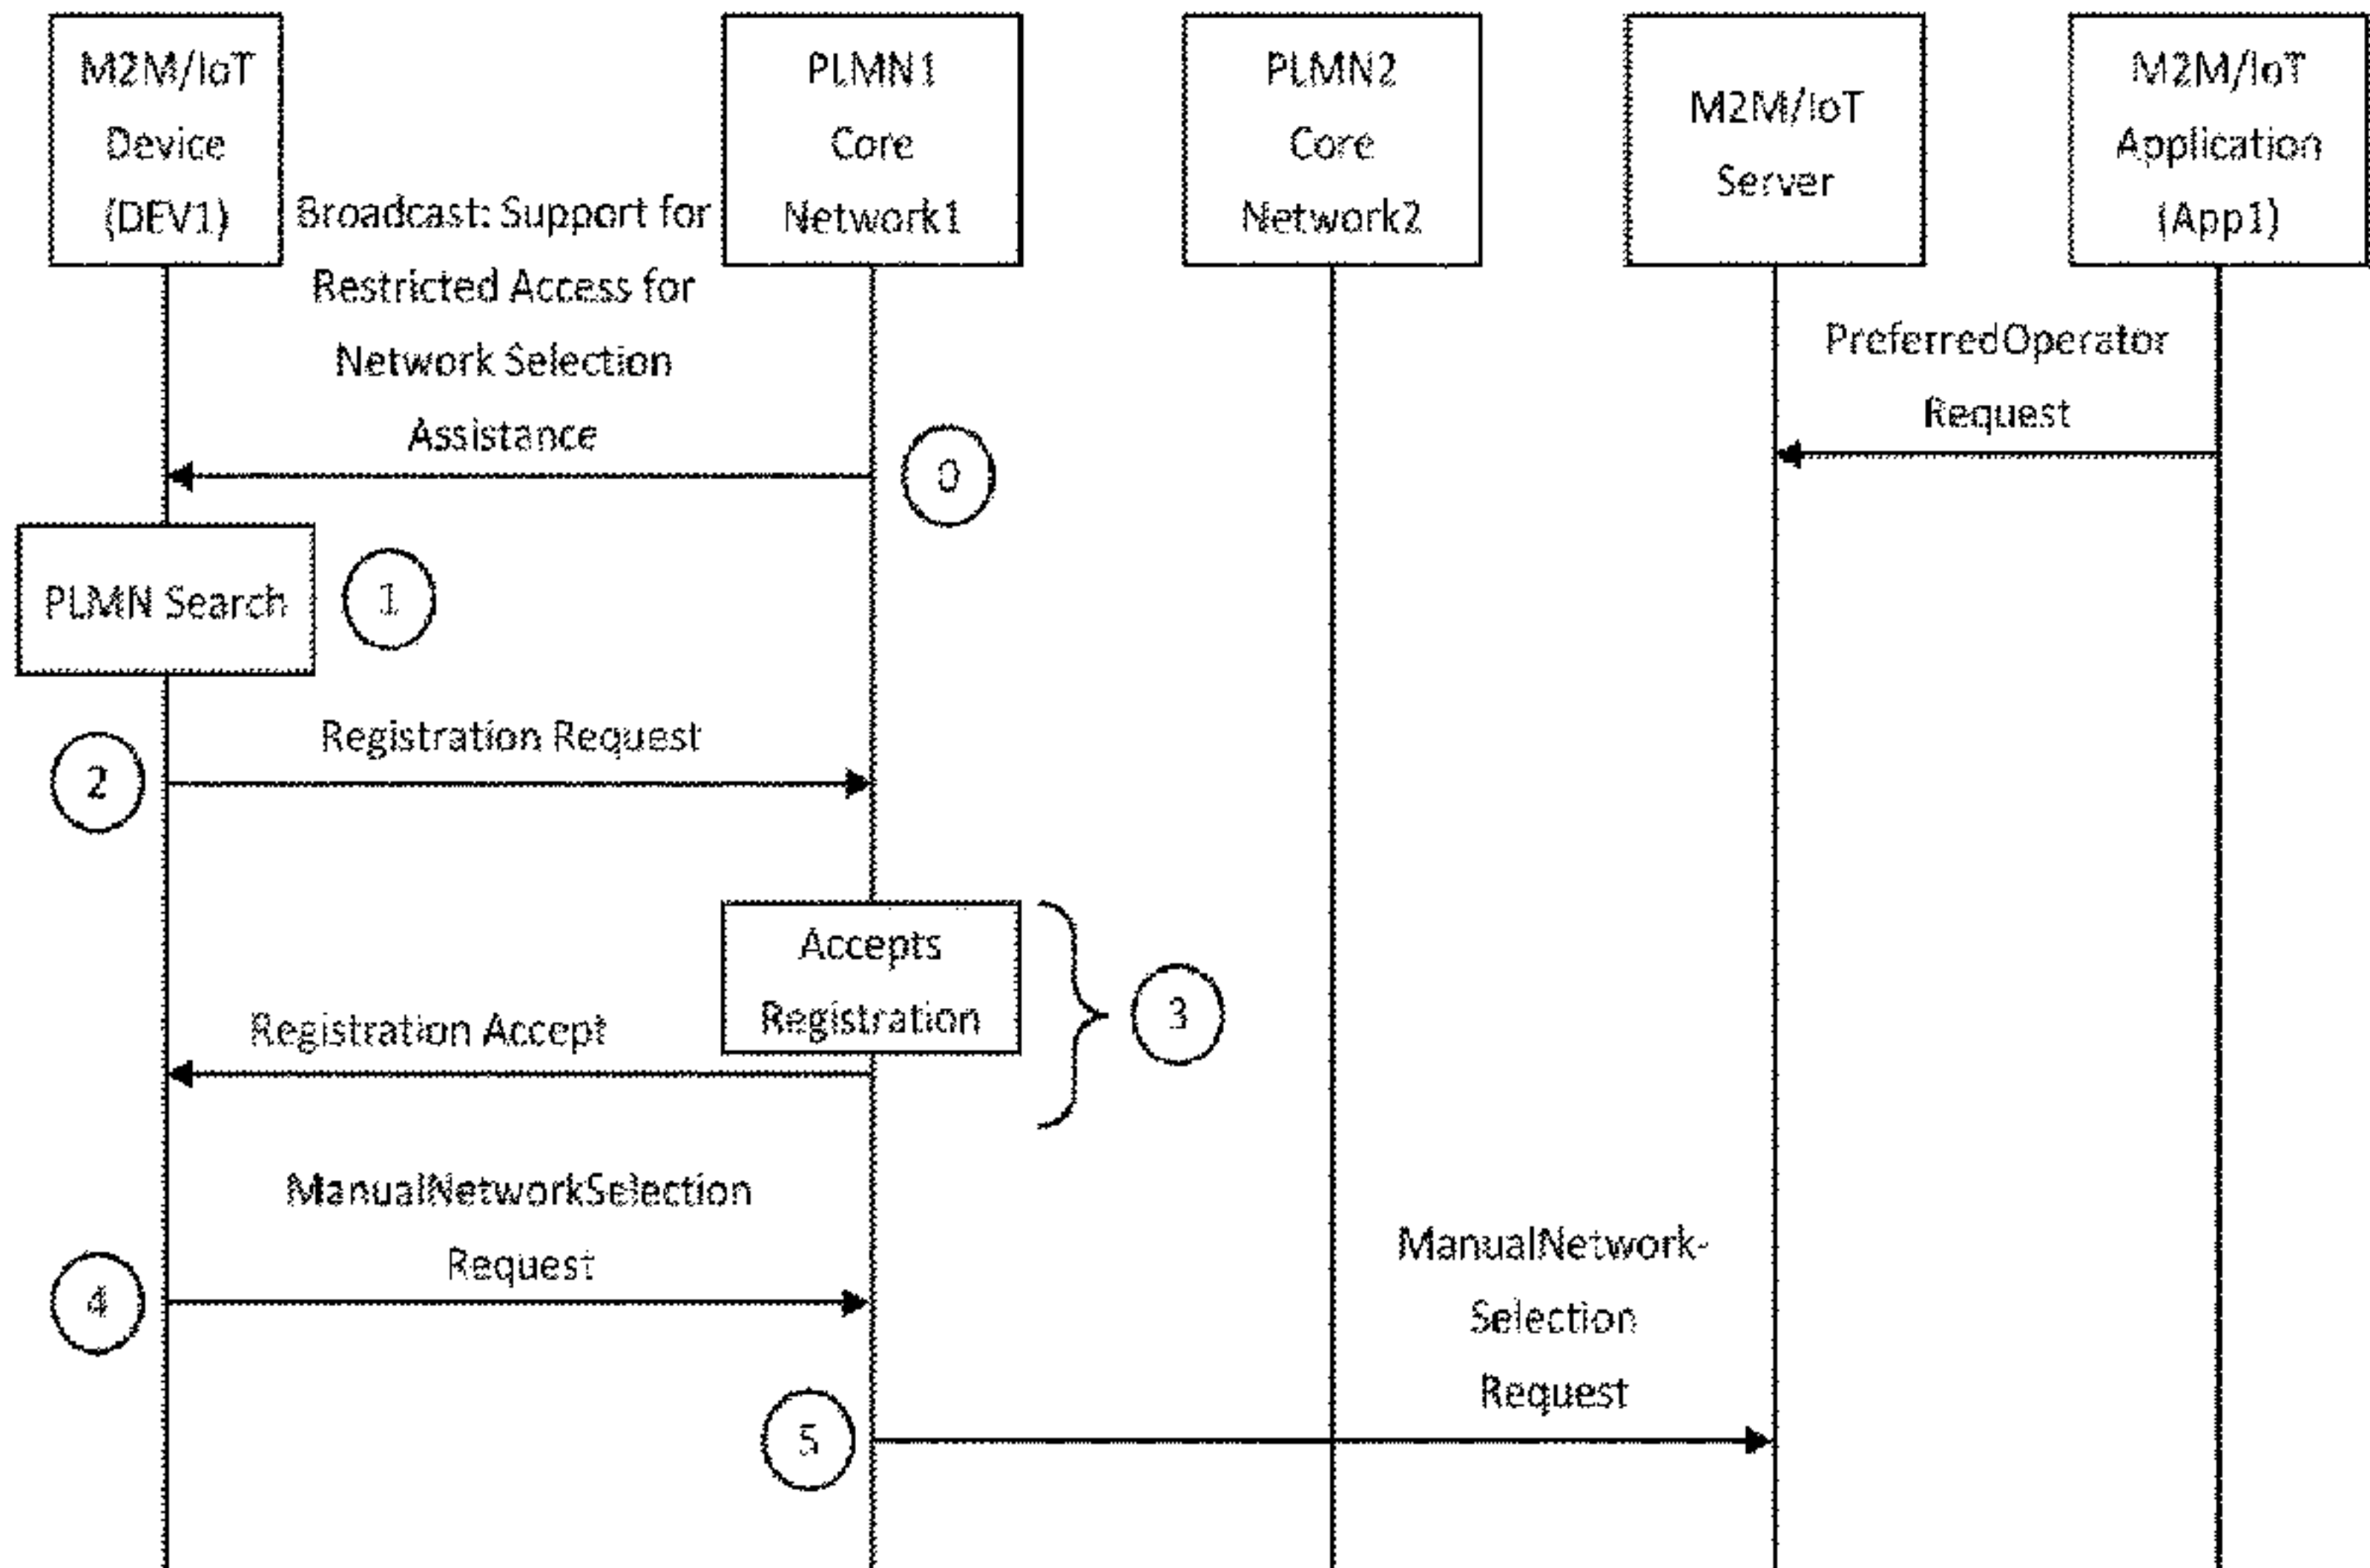 M2M/IoT
Device
(DEV1)
PLMN1
Core
Network1
PLMN2
Core
Network2
M2M/IoT
Server
M2M/IoT
Application
(App1)
Broadcast: Support for
Restricted Access for
Network Selection
Assistance
0
PreferredOperator
Request
PLMN Search
1
Registration Request
2
Accepts
Registration
3
Registration Accept
ManualNetworkSelection
Request
4
ManualNetwork-
Selection
Request
5